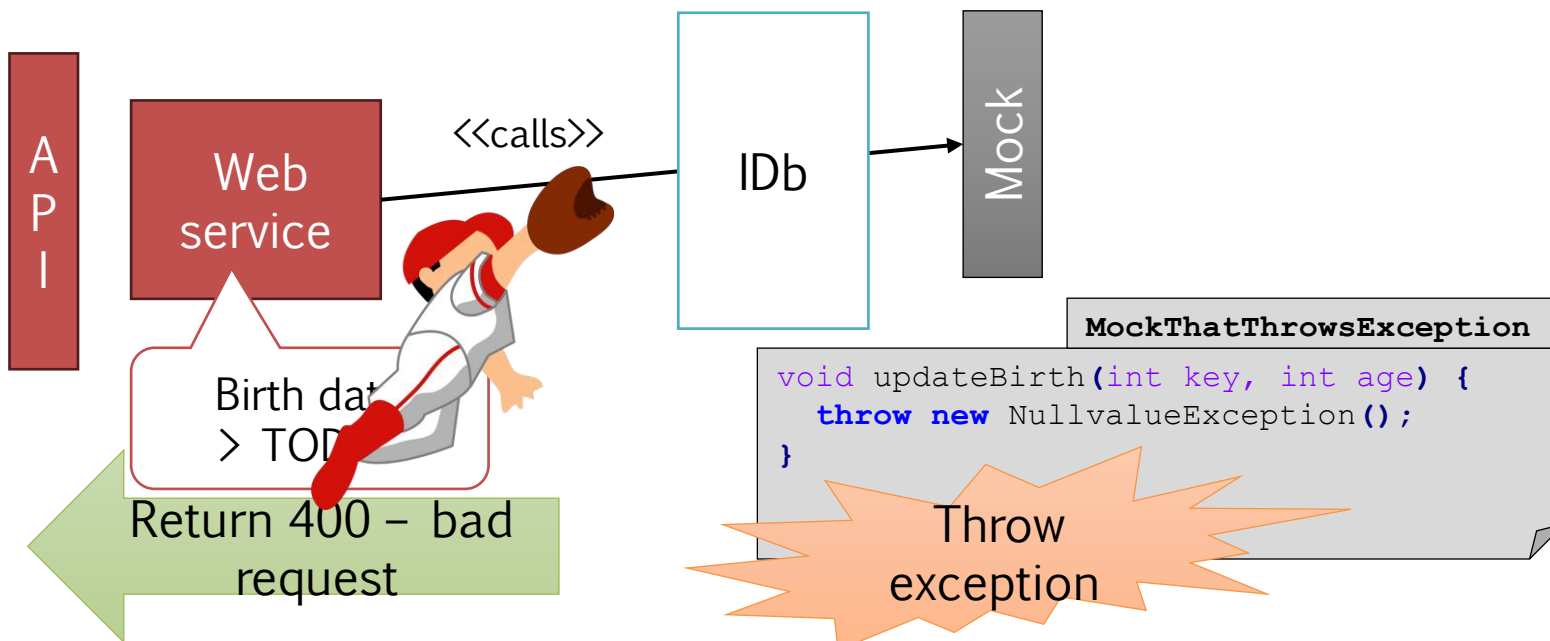 A
P
I
Web
service
<<calls>>
IDb
Mock
Birth dat
> TOD
Return 400 – bad
request
MockThatThrowsException
void updateBirth(int key, int age) {
throw new NullvalueException();
}
Throw
exception